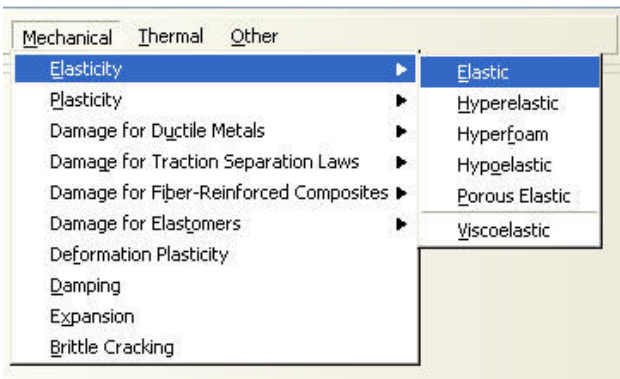 Mechanical Thermal Other
Elasticity
Plasticity
Damage for Ductile Metals
Damage for Traction Separation Laws
Damage for Fiber-Reinforced Composites
Damage for Elastomers
Deformation Plasticity
Damping
Expansion
Brittle Cracking
Elastic
Hyperelastic
Hyperfoam
Hypoelastic
Porous Elastic
Viscoelastic